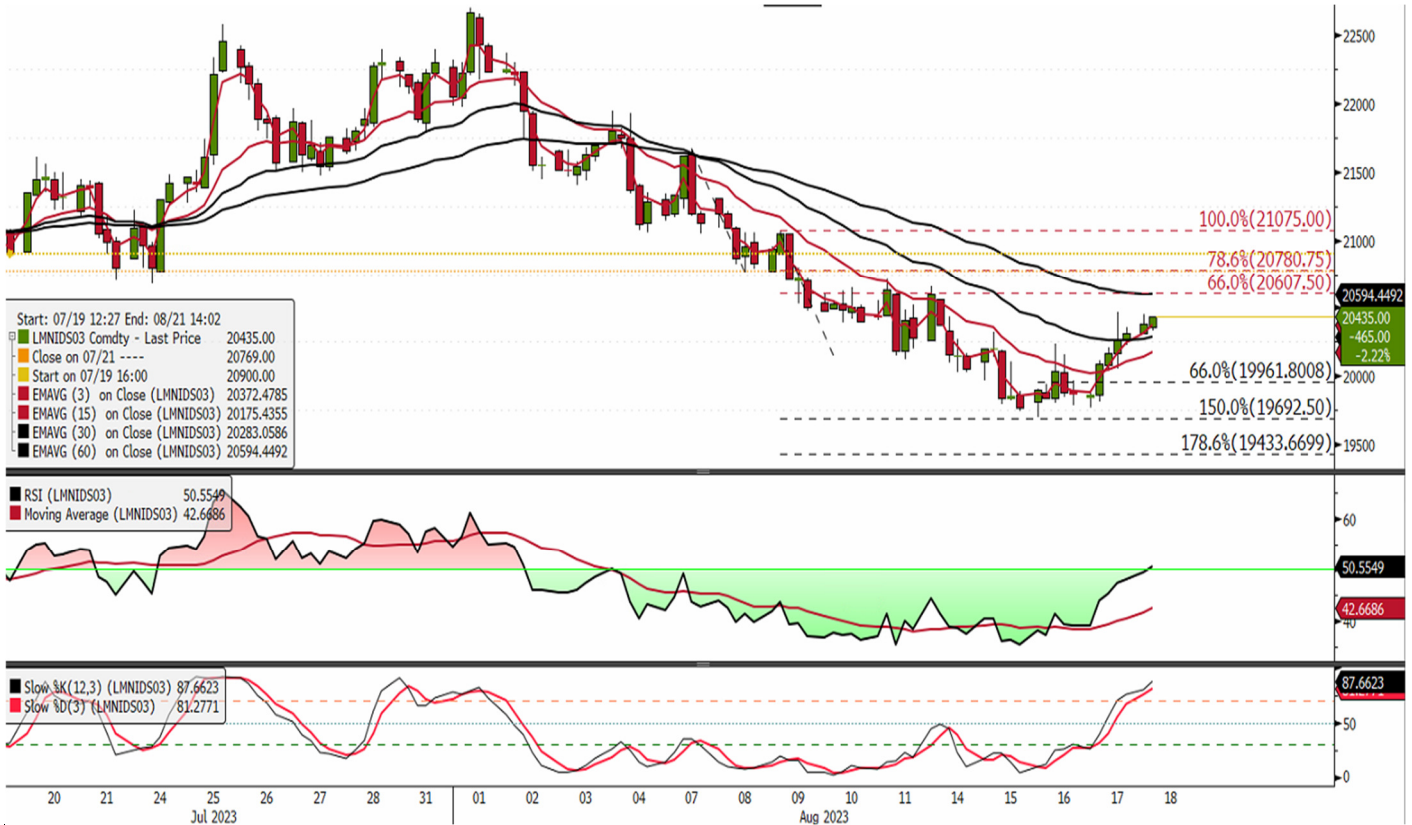 22500
22000
21500
21000
20000
19500
100.0%(21075.00)
78.6%(20780.75)
66.0%(20607.50)
20594.4492
20435.00
-465.00
-2.22%
66.0%(19961.8008)
150.0%(19692.50)
178.6%(19433.6699)
Start: 07/19 12:27 End: 08/21 14:02
LMNIDS03 Comdty - Last Price 20435.00
Close on 07/21 ---- 20769.00
Start on 07/19 16:00 20900.00
EMAVG (3) on Close (LMNIDS03) 20372.4785
EMAVG (15) on Close (LMNIDS03) 20175.4355
EMAVG (30) on Close (LMNIDS03) 20283.0586
EMAVG (60) on Close (LMNIDS03) 20594.4492
RSI (LMNIDS03) 50.5549
Moving Average (LMNIDS03) 42.6686
60
50.5549
42.6686
40
Slow %K(12,3) (LMNIDS03) 87.6623
Slow %D(3) (LMNIDS03) 81.2771
87.6623
81.2771
50
0
20 21 24 25 26 27 28 31 01 02 03 04 07 08 09 10 11 14 15 16 17 18
Jul 2023 Aug 2023